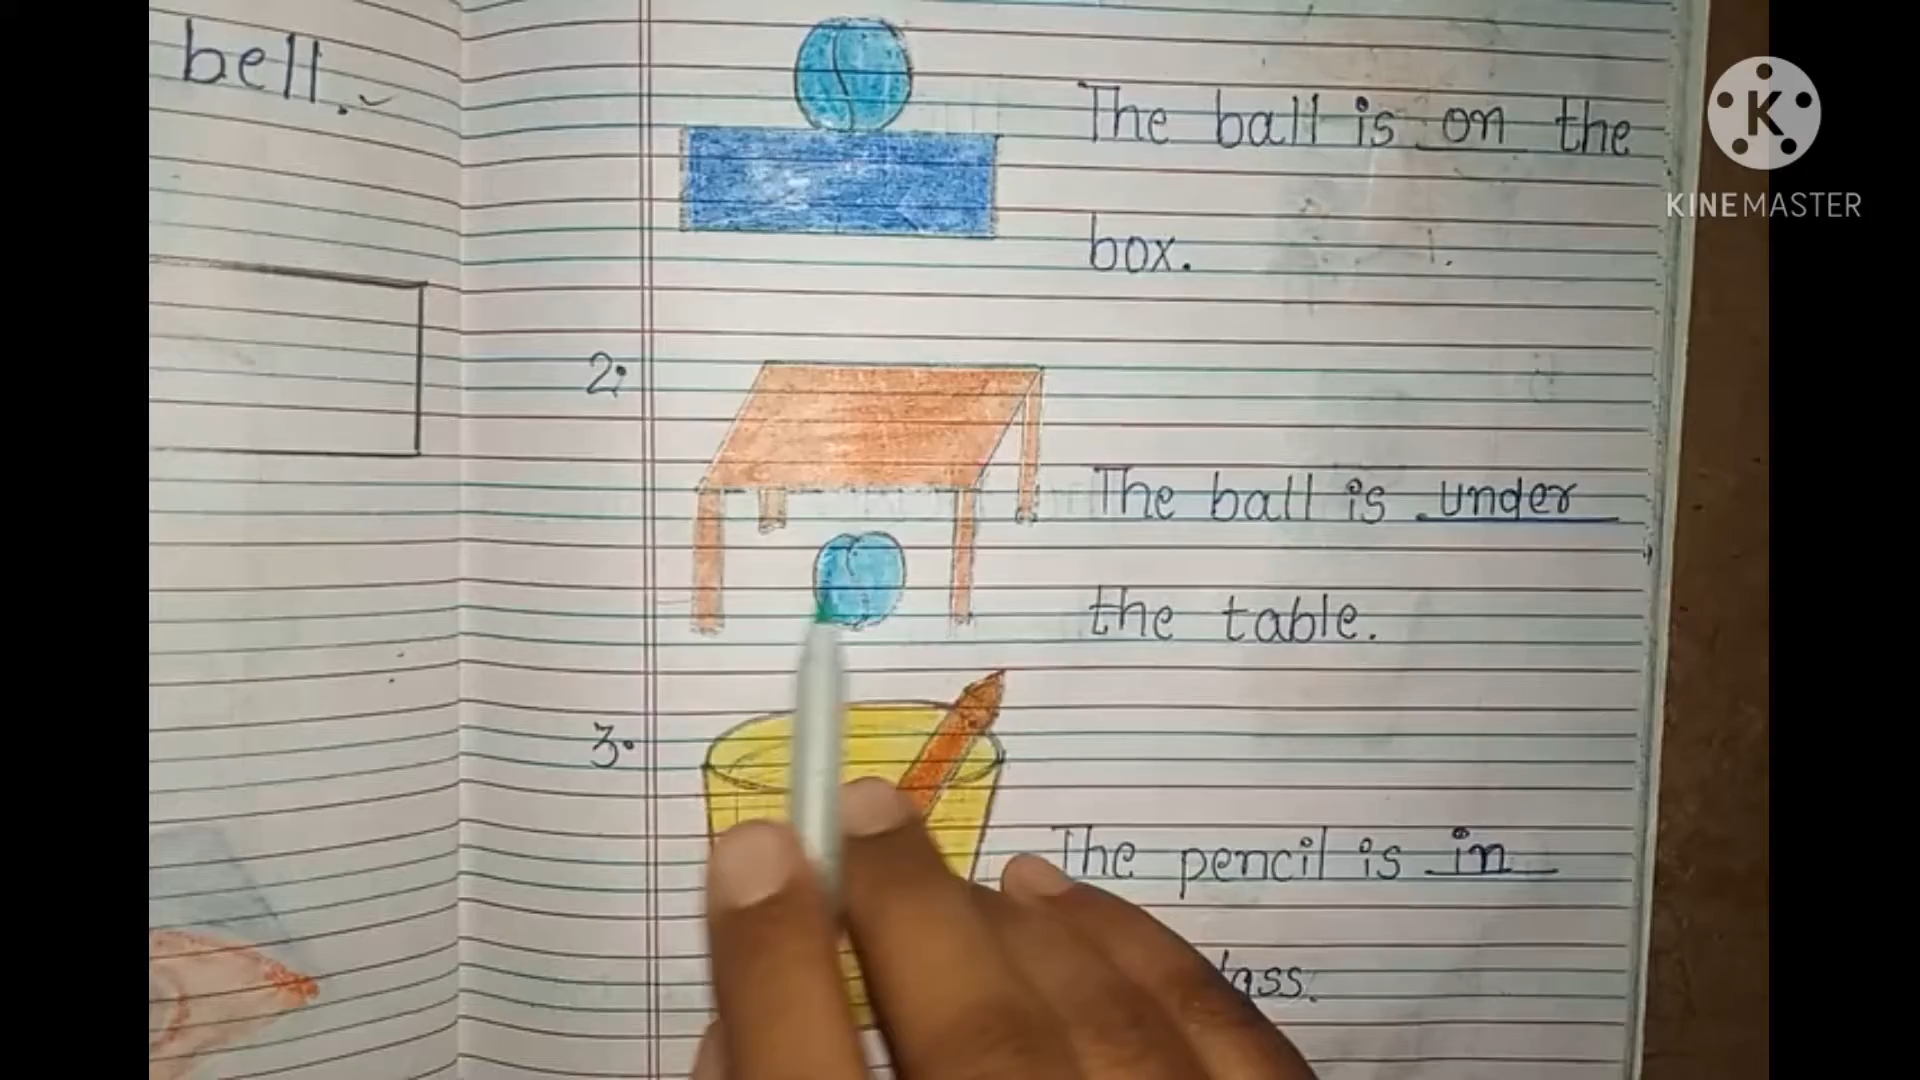 bell.
The ball is on the
box.
2.
The ball is under
the table.
3.
The pencil is in
KINEMASTER